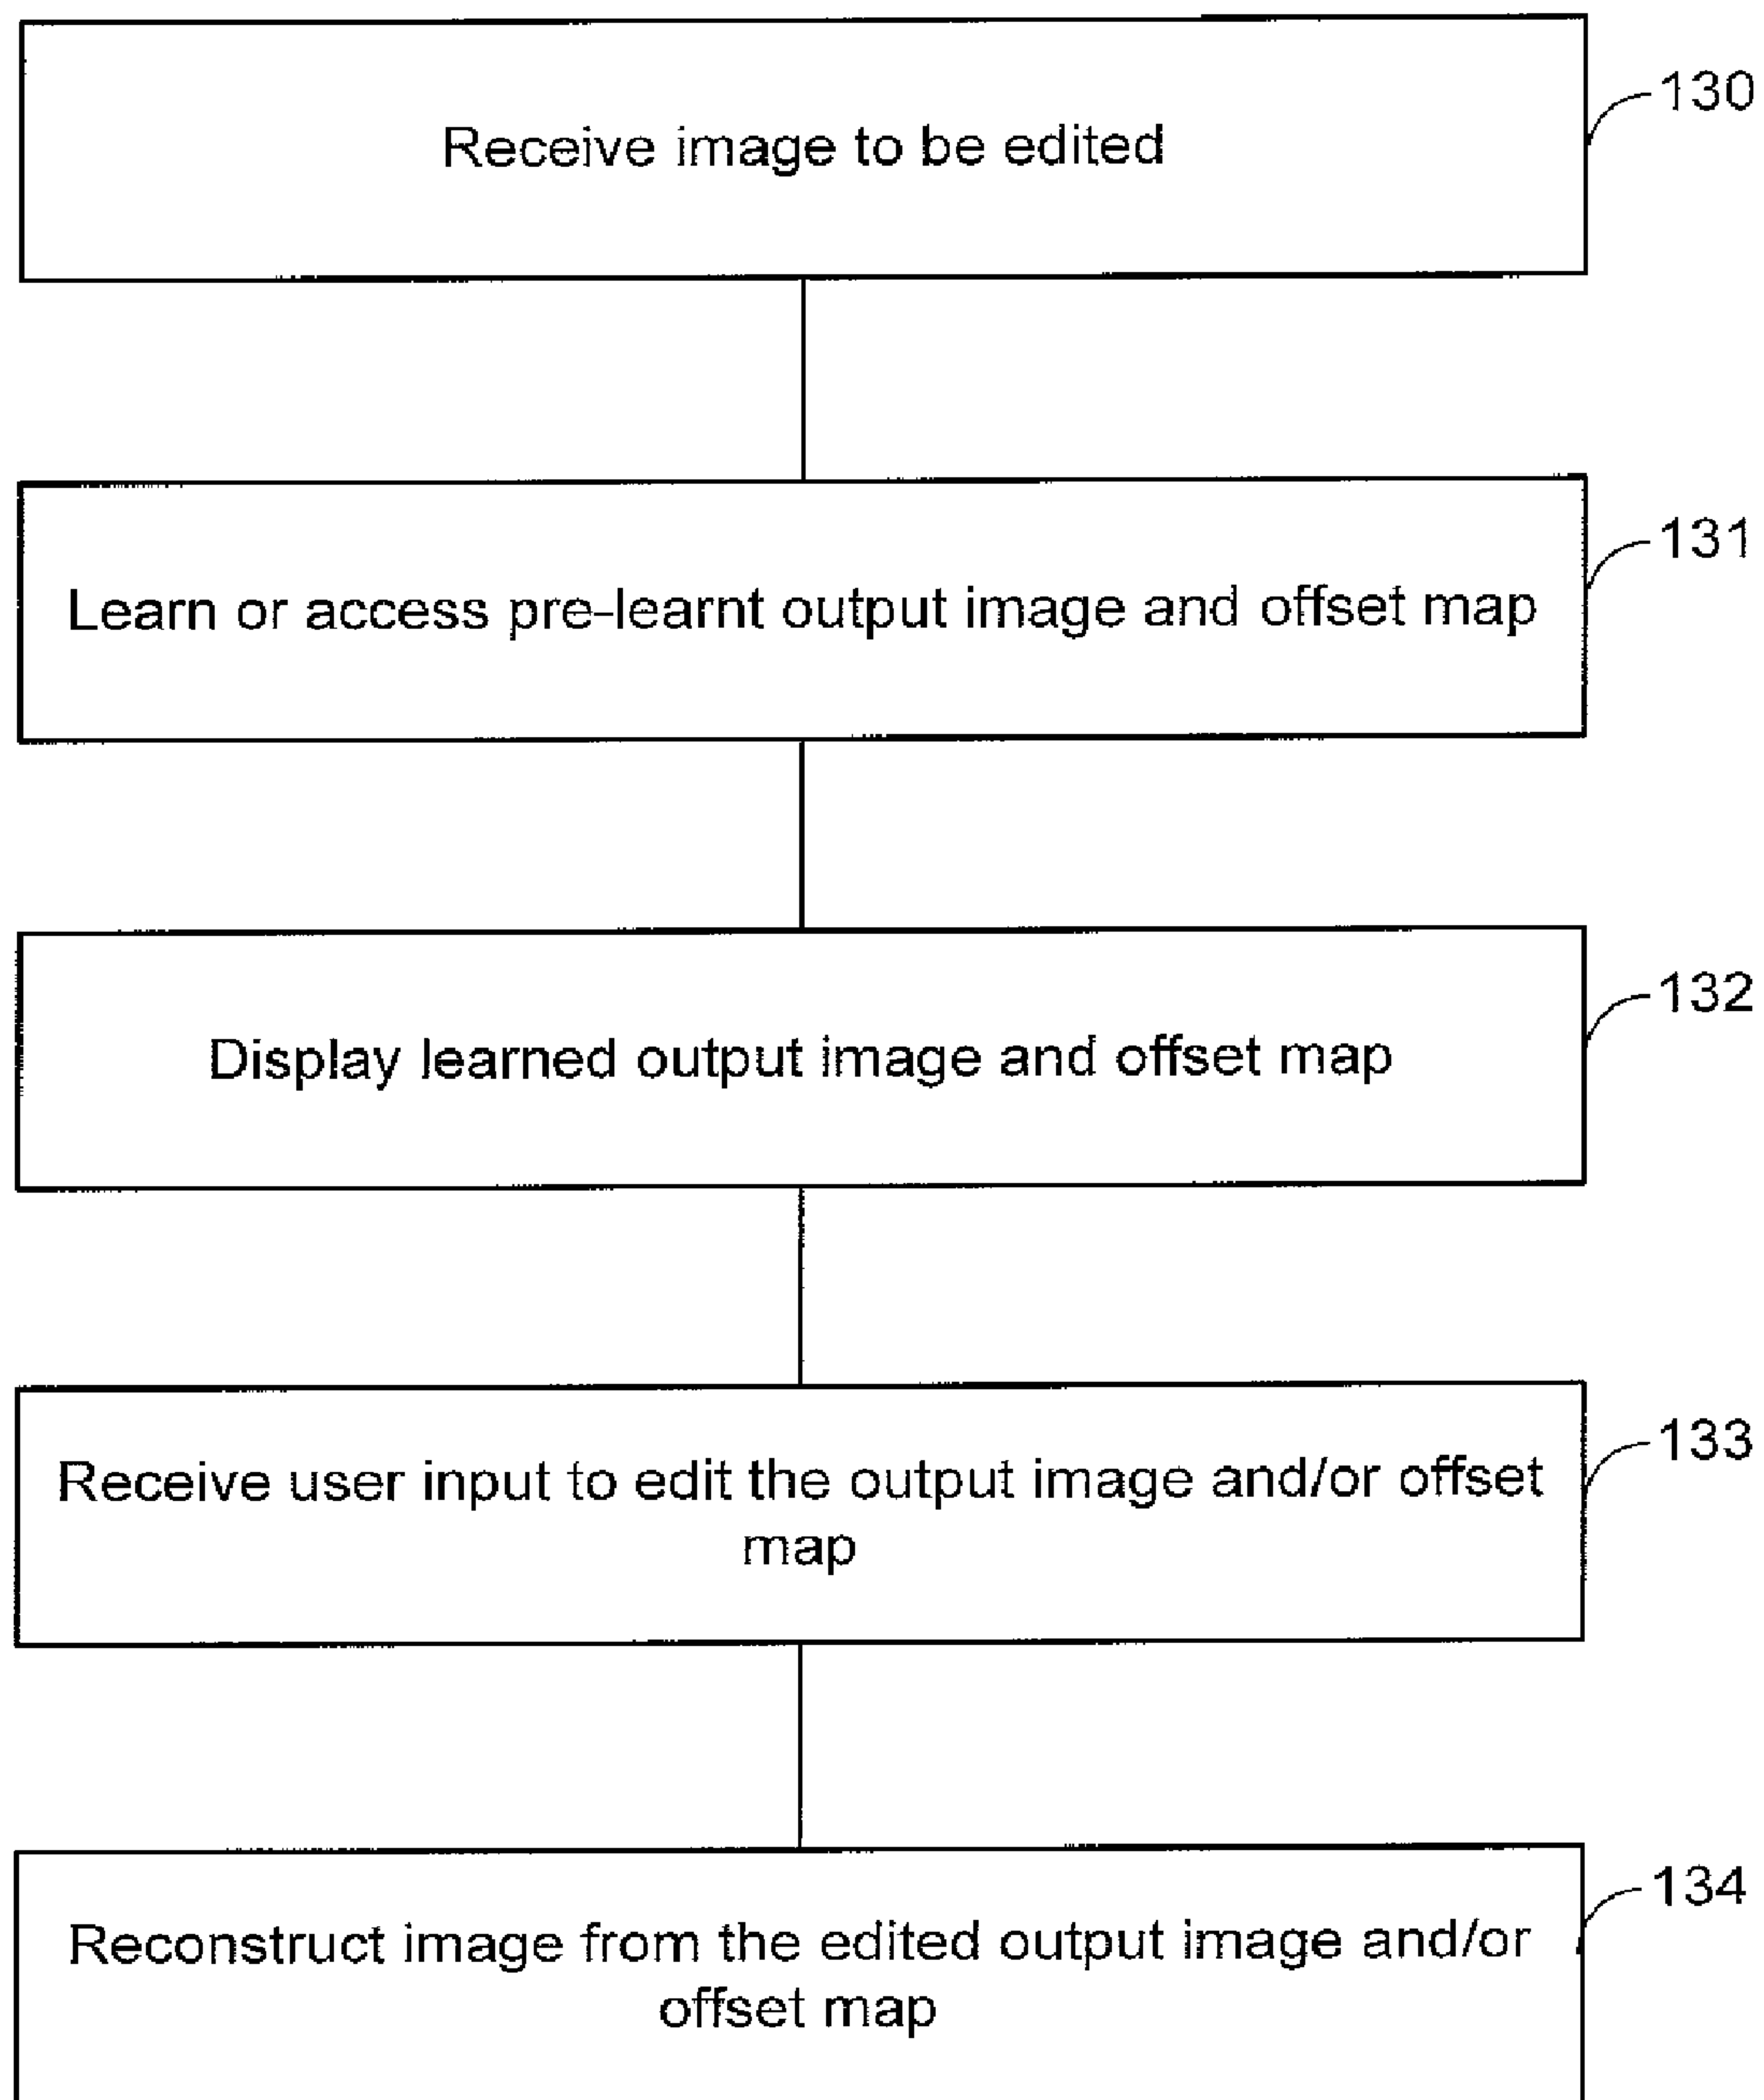 130
Receive image to be edited
131
Learn or access pre-learnt output image and offset map
132
Display learned output image and offset map
133
Receive user input to edit the output image and/or offset
map
134
Reconstruct image from the edited output image and/or
offset map